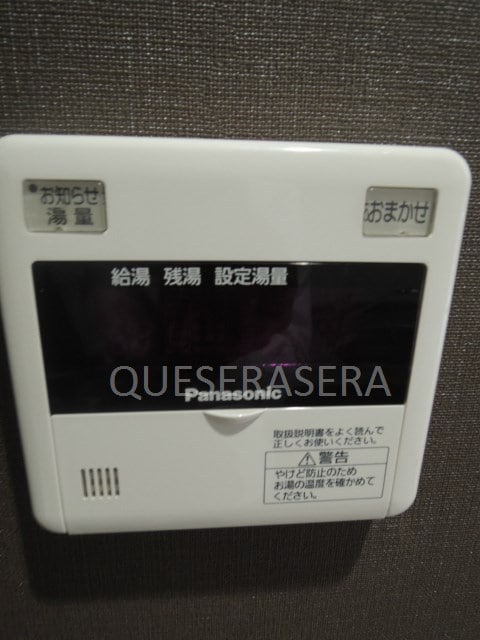 お知らせ
湯量
おまかせ
給湯 残湯 設定湯量
QUESERASERA
Panasonic
取扱説明書をよく読んで
正しくお使いください。
警告
やけど防止のため
お湯の温度を確かめて
ください。